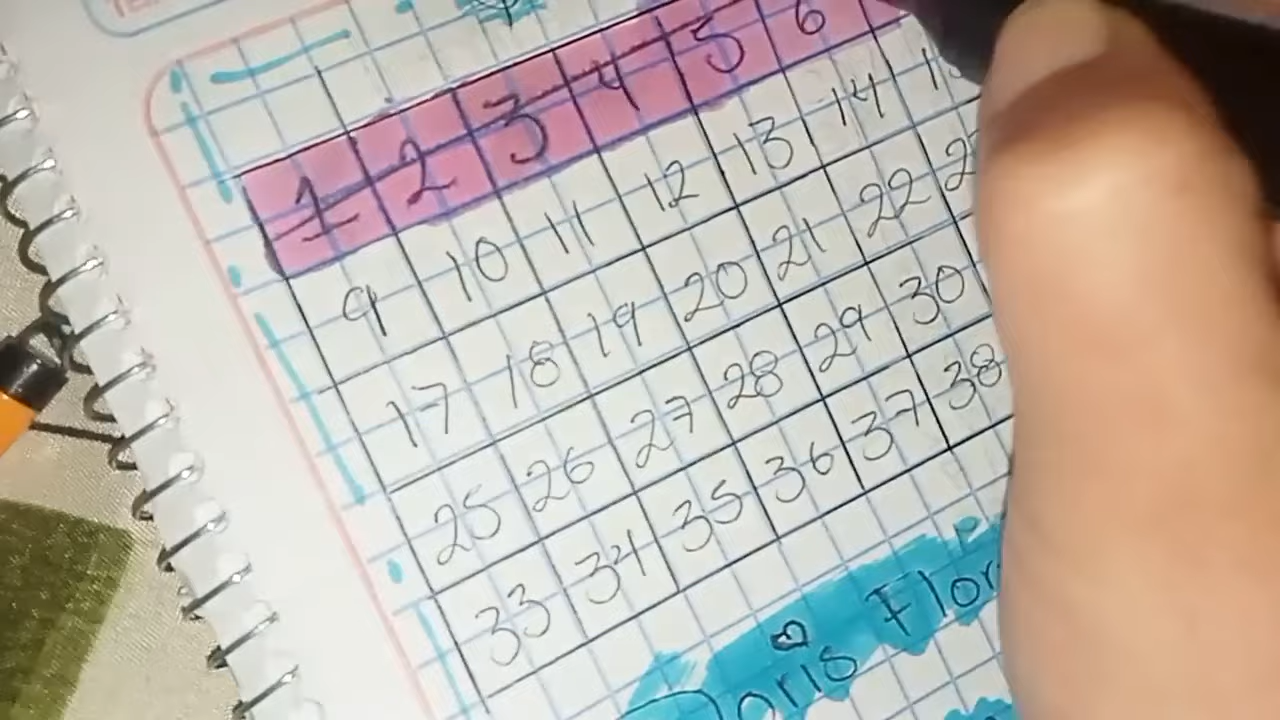 1 2 3 4 5 6
9 10 11 12 13 14
17 18 19 20 21 22
25 26 27 28 29 30
33 34 35 36 37 38
Doris Flor